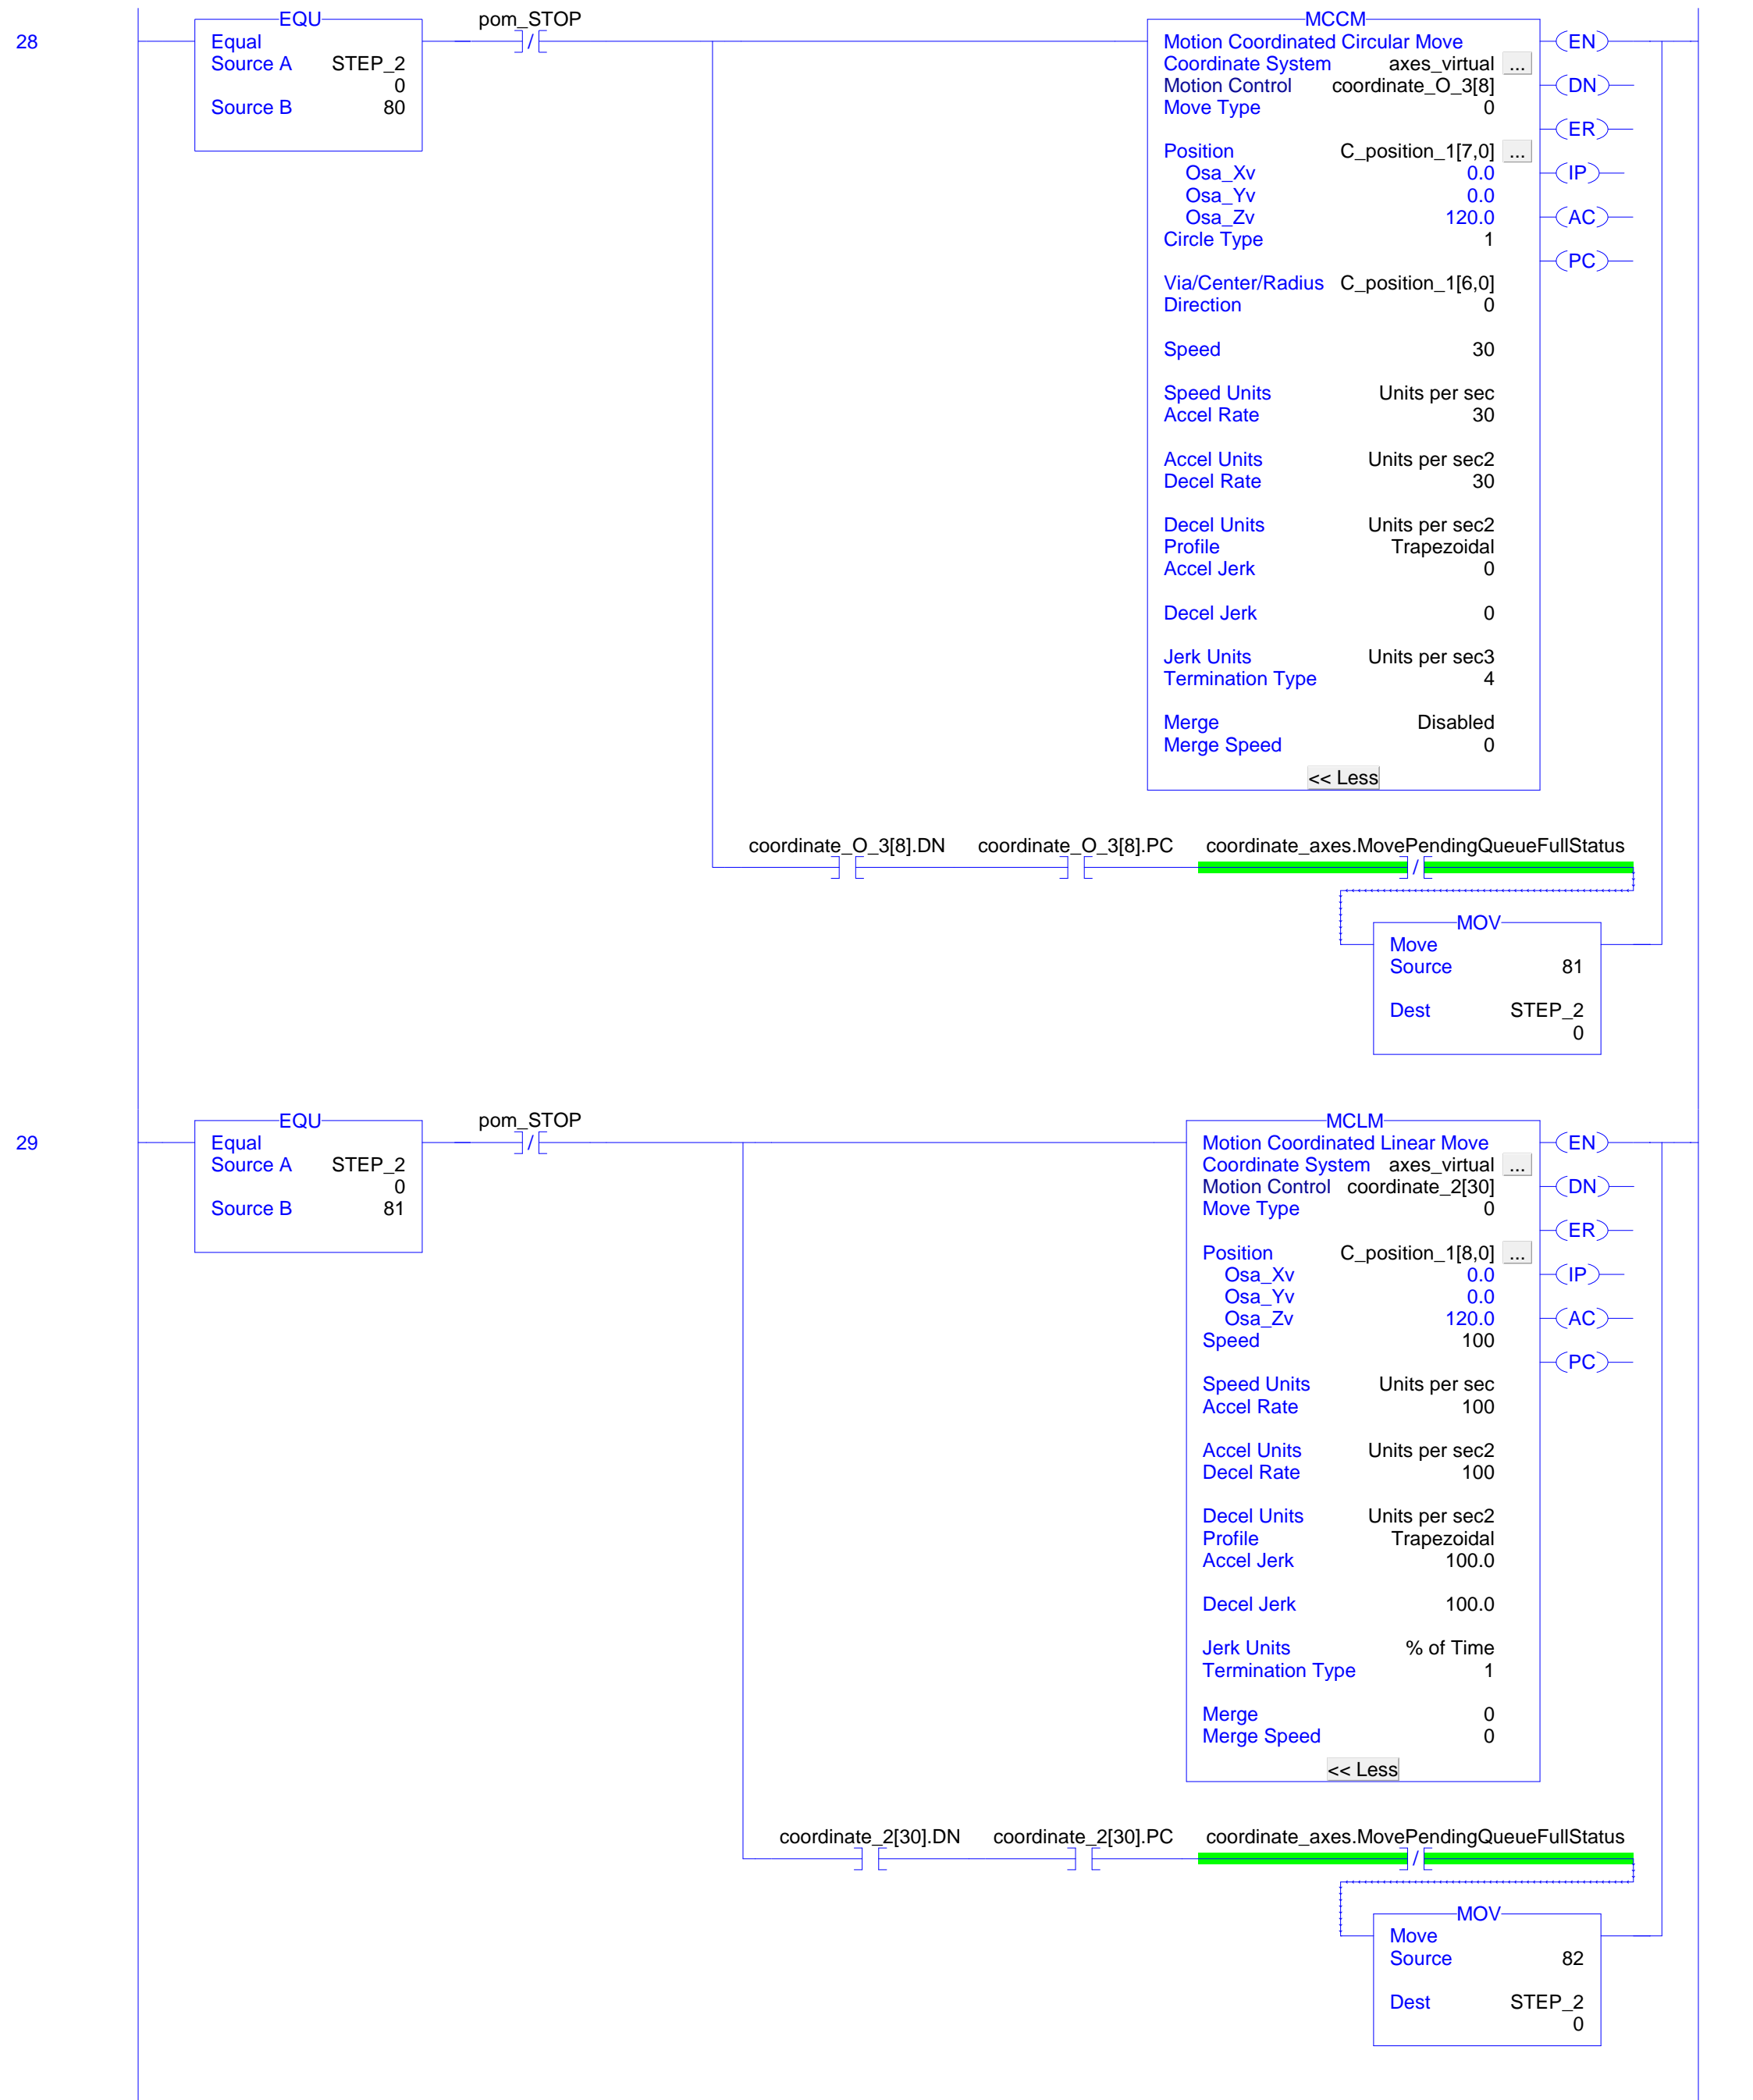 28
EQU
Equal
Source A STEP_2
0
Source B 80
pom_STOP
MCCM
Motion Coordinated Circular Move
Coordinate System axes_virtual ...
Motion Control coordinate_O_3[8]
Move Type 0
Position C_position_1[7,0] ...
Osa_Xv 0.0
Osa_Yv 0.0
Osa_Zv 120.0
Circle Type 1
Via/Center/Radius C_position_1[6,0]
Direction 0
Speed 30
Speed Units Units per sec
Accel Rate 30
Accel Units Units per sec2
Decel Rate 30
Decel Units Units per sec2
Profile Trapezoidal
Accel Jerk 0
Decel Jerk 0
Jerk Units Units per sec3
Termination Type 4
Merge Disabled
Merge Speed 0
<< Less
EN
DN
ER
IP
AC
PC
coordinate_O_3[8].DN coordinate_O_3[8].PC coordinate_axes.MovePendingQueueFullStatus
MOV
Move
Source 81
Dest STEP_2
0
29
EQU
Equal
Source A STEP_2
0
Source B 81
pom_STOP
MCLM
Motion Coordinated Linear Move
Coordinate System axes_virtual ...
Motion Control coordinate_2[30]
Move Type 0
Position C_position_1[8,0] ...
Osa_Xv 0.0
Osa_Yv 0.0
Osa_Zv 120.0
Speed 100
Speed Units Units per sec
Accel Rate 100
Accel Units Units per sec2
Decel Rate 100
Decel Units Units per sec2
Profile Trapezoidal
Accel Jerk 100.0
Decel Jerk 100.0
Jerk Units % of Time
Termination Type 1
Merge 0
Merge Speed 0
<< Less
EN
DN
ER
IP
AC
PC
coordinate_2[30].DN coordinate_2[30].PC coordinate_axes.MovePendingQueueFullStatus
MOV
Move
Source 82
Dest STEP_2
0